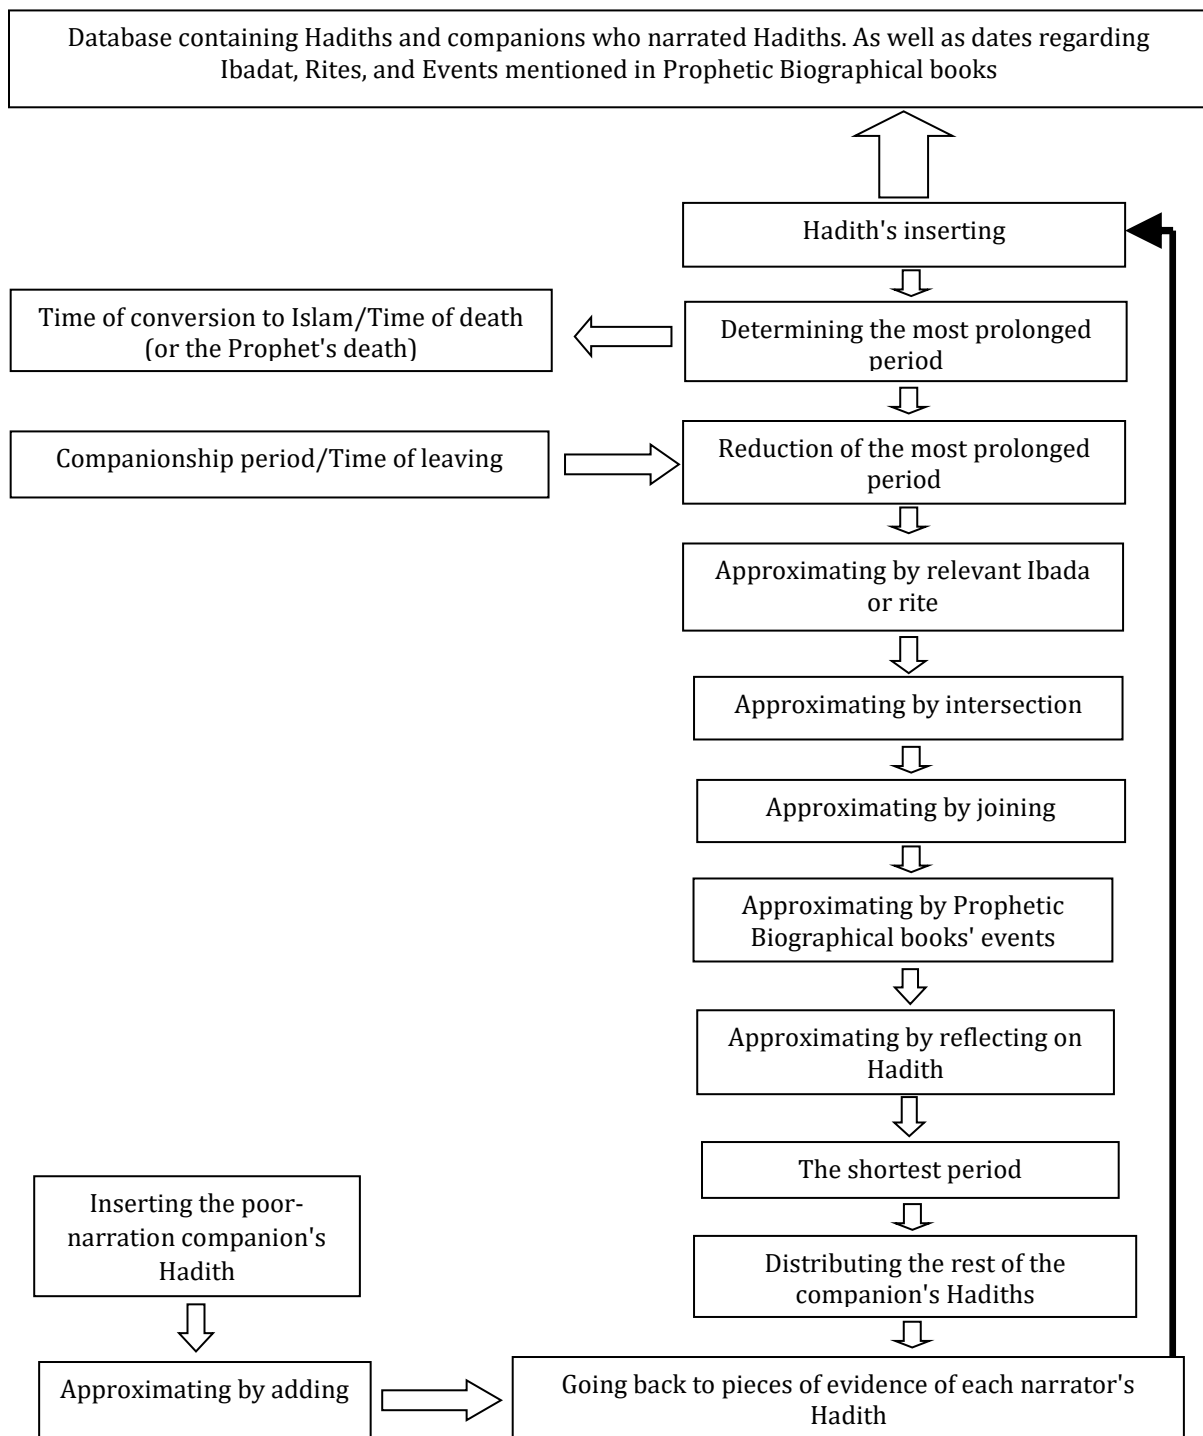 Database containing Hadiths and companions who narrated Hadiths. As well as dates regarding
Ibadat, Rites, and Events mentioned in Prophetic Biographical books
Hadith's inserting
Time of conversion to Islam/Time of death
(or the Prophet's death)
Determining the most prolonged
period
Companionship period/Time of leaving
Reduction of the most prolonged
period
Approximating by relevant Ibada
or rite
Approximating by intersection
Approximating by joining
Approximating by Prophetic
Biographical books' events
Approximating by reflecting on
Hadith
The shortest period
Inserting the poor-
narration companion's
Hadith
Distributing the rest of the
companion's Hadiths
Approximating by adding
Going back to pieces of evidence of each narrator's
Hadith